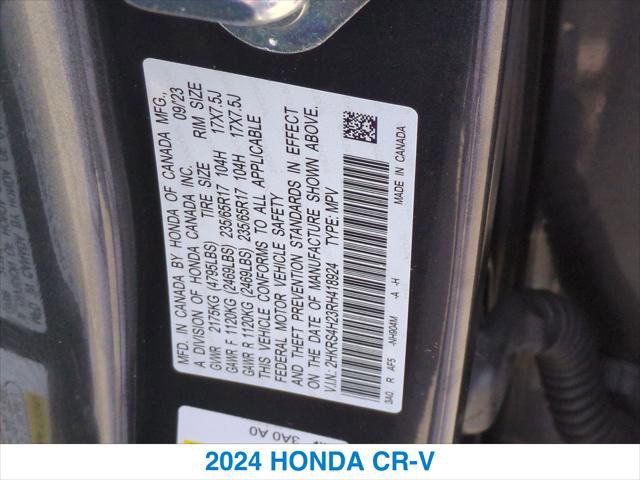 MFD. IN CANADA BY HONDA OF CANADA MFG., 09/23
A DIVISION OF HONDA CANADA INC.
TIRE SIZE RIM SIZE
GVWR 2175KG (4795LBS)
GAWR F 1120KG (2469LBS) 235/65R17 104H 17X7.5J
GAWR R 1120KG (2469LBS) 235/65R17 104H 17X7.5J
THIS VEHICLE CONFORMS TO ALL APPLICABLE
FEDERAL MOTOR VEHICLE SAFETY
AND THEFT PREVENTION STANDARDS IN EFFECT
ON THE DATE OF MANUFACTURE SHOWN ABOVE.
V.I.N: 2HKRS4H23RH418924 TYPE: MPV
3A0 R AF5 -NH904M -A -H MADE IN CANADA
3A0 A0
2024 HONDA CR-V